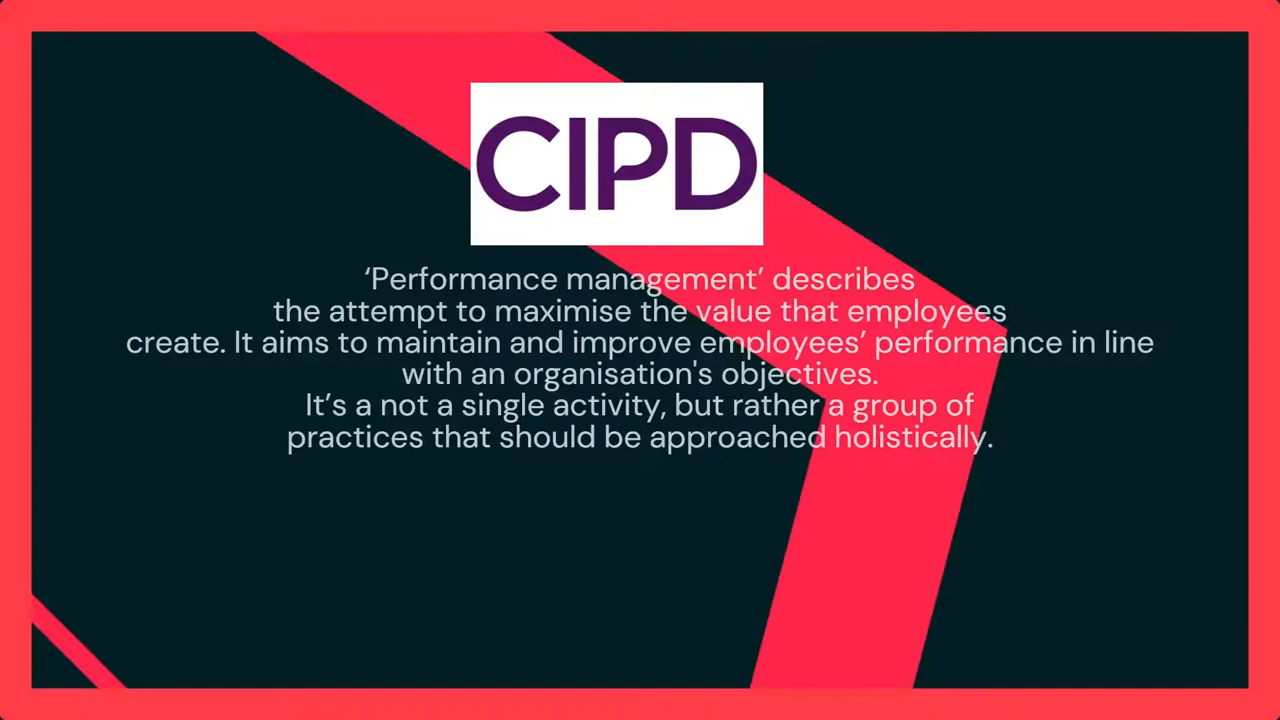 CIPD
‘Performance management’ describes
the attempt to maximise the value that employees
create. It aims to maintain and improve employees’ performance in line
with an organisation's objectives.
It’s a not a single activity, but rather a group of
practices that should be approached holistically.